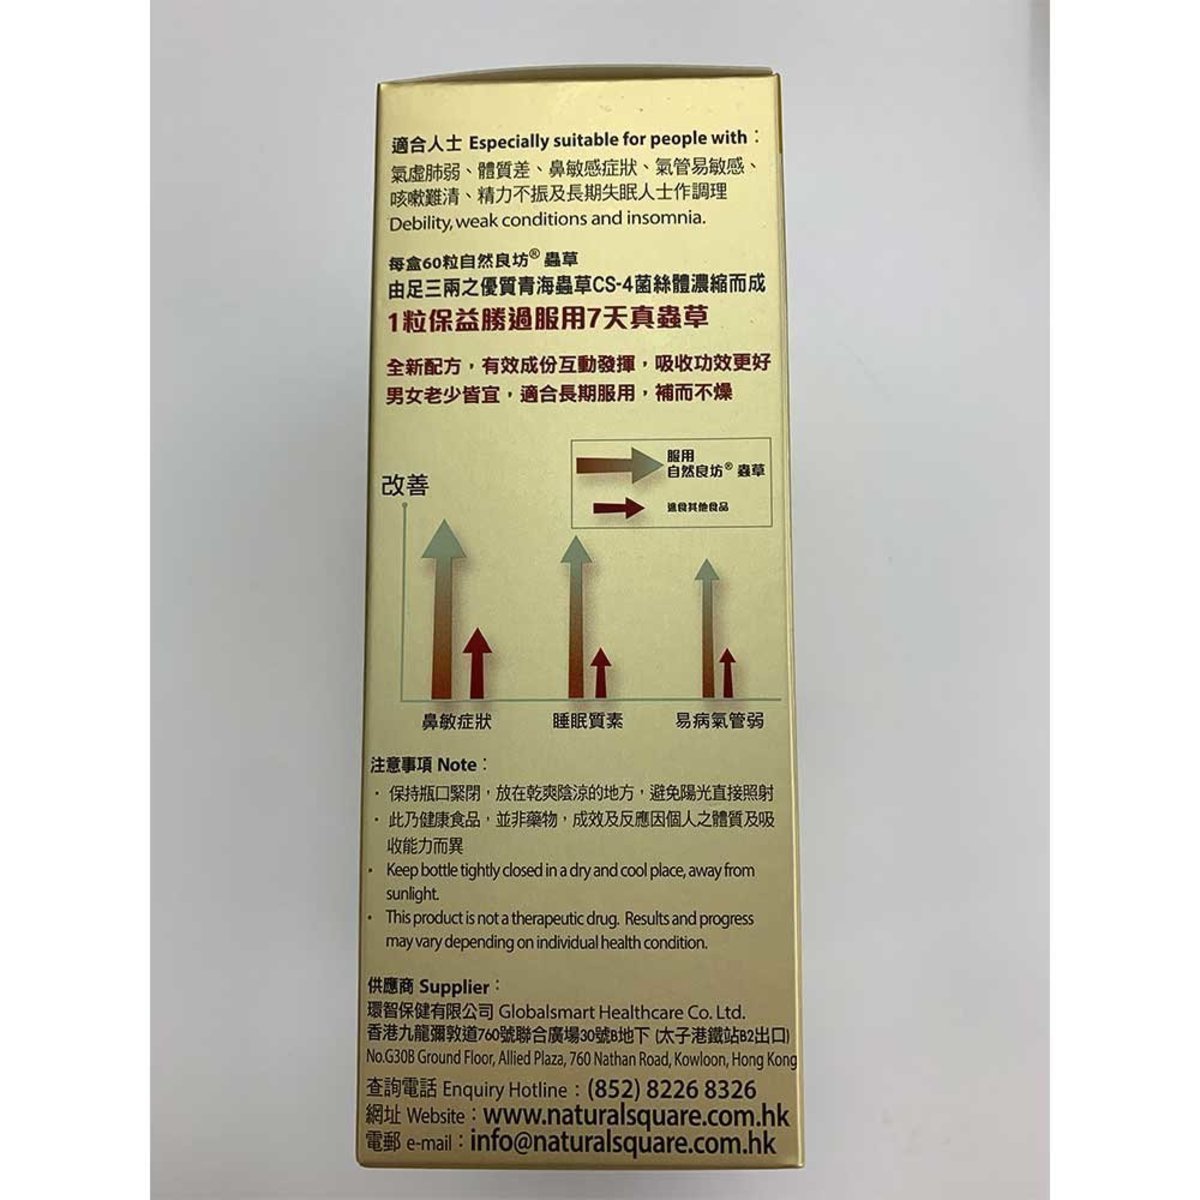 適合人士 Especially suitable for people with：
氣虛肺弱、體質差、鼻敏感症狀、氣管易敏感、
咳嗽難清、精力不振及長期失眠人士作調理
Debility, weak conditions and insomnia.
每盒60粒自然良坊® 蟲草
由足三兩之優質青海蟲草CS-4菌絲體濃縮而成
1粒保益勝過服用7天真蟲草
全新配方，有效成份互動發揮，吸收功效更好
男女老少皆宜，適合長期服用，補而不燥
服用
自然良坊® 蟲草
進食其他食品
改善
鼻敏症狀 睡眠質素 易病氣管弱
注意事項 Note：
· 保持瓶口緊閉，放在乾爽陰涼的地方，避免陽光直接照射
· 此乃健康食品，並非藥物，成效及反應因個人之體質及吸
收能力而異
· Keep bottle tightly closed in a dry and cool place, away from
sunlight.
· This product is not a therapeutic drug. Results and progress
may vary depending on individual health condition.
供應商 Supplier：
環智保健有限公司 Globalsmart Healthcare Co. Ltd.
香港九龍彌敦道760號聯合廣場30號B地下 (太子港鐵站B2出口)
No.G30B Ground Floor, Allied Plaza, 760 Nathan Road, Kowloon, Hong Kong
查詢電話 Enquiry Hotline：(852) 8226 8326
網址 Website：www.naturalsquare.com.hk
電郵 e-mail：info@naturalsquare.com.hk